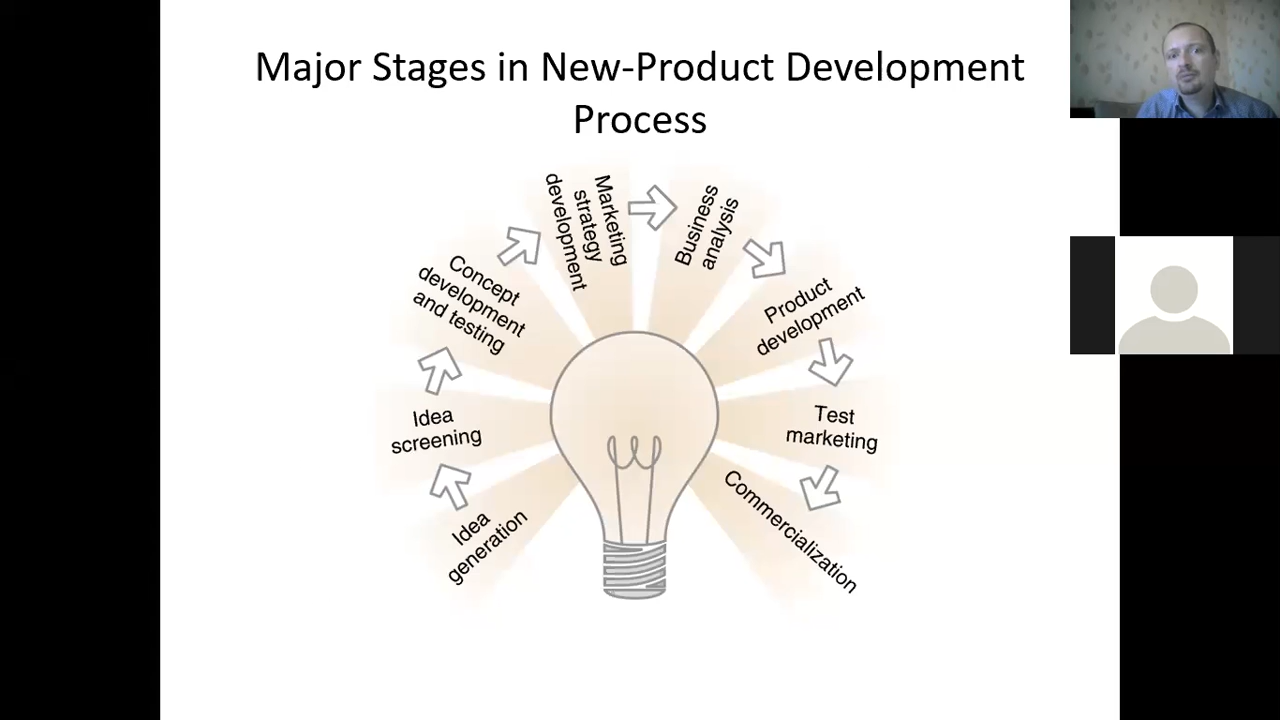 Major Stages in New-Product Development
Process
Idea
generation
Idea
screening
Concept
development
and testing
Marketing
strategy
development
Business
analysis
Product
development
Test
marketing
Commercialization